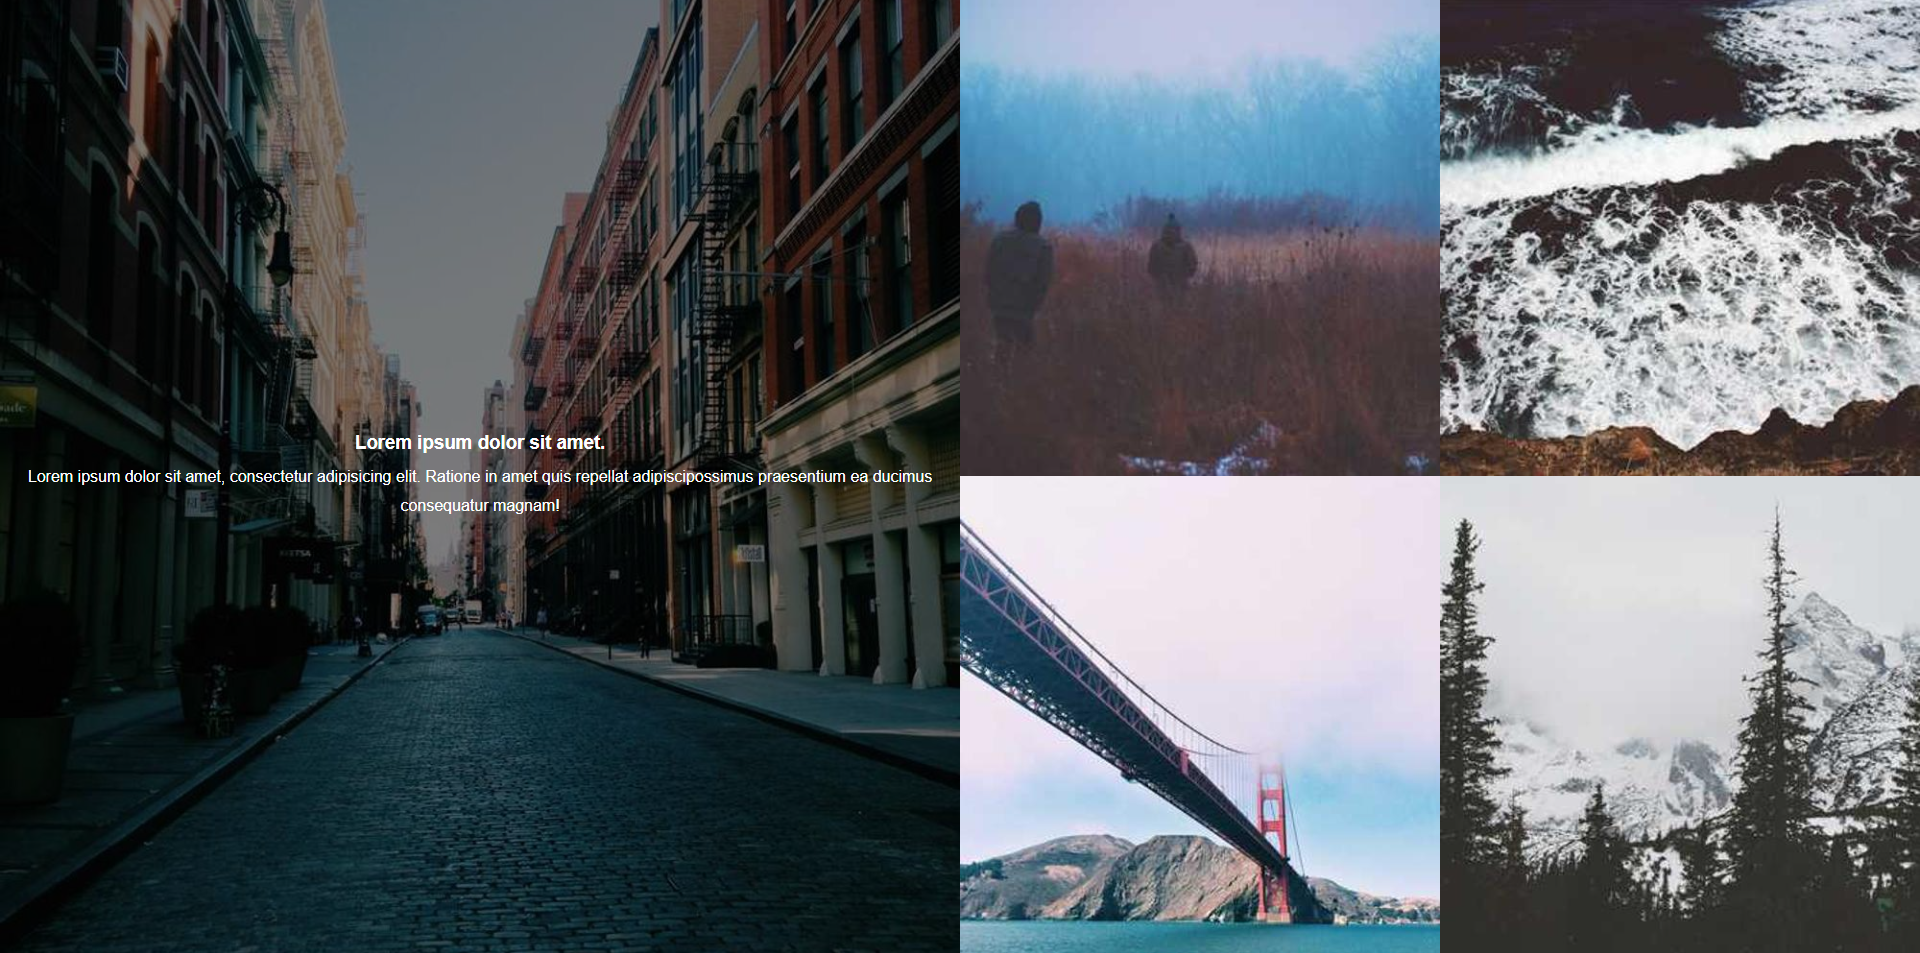 Lorem ipsum dolor sit amet.
Lorem ipsum dolor sit amet, consectetur adipisicing elit. Ratione in amet quis repellat adipiscipossimus praesentium ea ducimus
consequatur magnam!